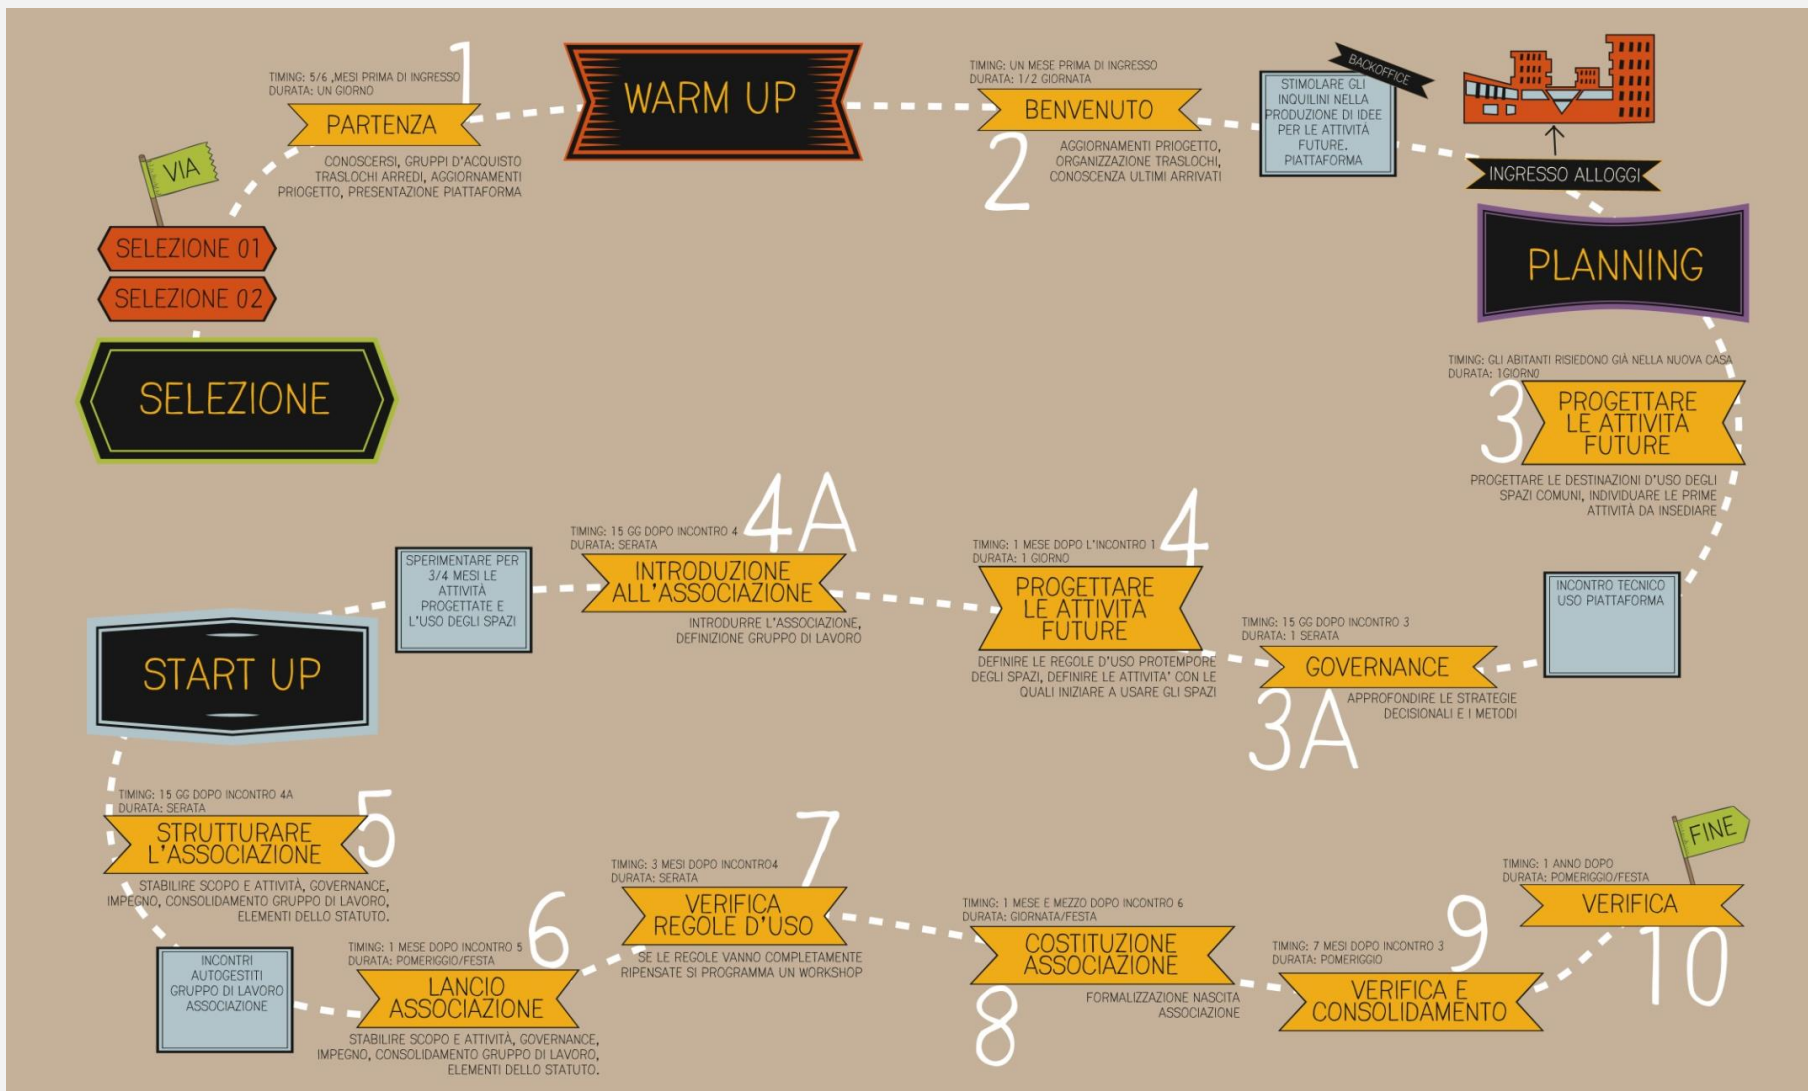 SELEZIONE
SELEZIONE 02
SELEZIONE 01
VIA
1
TIMING: 5/6 ,MESI PRIMA DI INGRESSO
DURATA: UN GIORNO
PARTENZA
CONOSCERSI, GRUPPI D'ACQUISTO
TRASLOCHI ARREDI, AGGIORNAMENTI
PRIOGETTO, PRESENTAZIONE PIATTAFORMA
WARM UP
TIMING: UN MESE PRIMA DI INGRESSO
DURATA: 1/2 GIORNATA
BENVENUTO
2
AGGIORNAMENTI PRIOGETTO,
ORGANIZZAZIONE TRASLOCHI,
CONOSCENZA ULTIMI ARRIVATI
BACKOFFICE
STIMOLARE GLI
INQUILINI NELLA
PRODUZIONE DI IDEE
PER LE ATTIVITÀ
FUTURE.
PIATTAFORMA
INGRESSO ALLOGGI
PLANNING
TIMING: GLI ABITANTI RISIEDONO GIÀ NELLA NUOVA CASA
DURATA: 1GIORNO
3
PROGETTARE
LE ATTIVITÀ
FUTURE
PROGETTARE LE DESTINAZIONI D'USO DEGLI
SPAZI COMUNI, INDIVIDUARE LE PRIME
ATTIVITÀ DA INSEDIARE
INCONTRO TECNICO
USO PIATTAFORMA
TIMING: 15 GG DOPO INCONTRO 3
DURATA: 1 SERATA
GOVERNANCE
3A
APPROFONDIRE LE STRATEGIE
DECISIONALI E I METODI
4
TIMING: 1 MESE DOPO L'INCONTRO 1
DURATA: 1 GIORNO
PROGETTARE
LE ATTIVITÀ
FUTURE
DEFINIRE LE REGOLE D'USO PROTEMPORE
DEGLI SPAZI, DEFINIRE LE ATTIVITA' CON LE
QUALI INIZIARE A USARE GLI SPAZI
4A
TIMING: 15 GG DOPO INCONTRO 4
DURATA: SERATA
INTRODUZIONE
ALL'ASSOCIAZIONE
INTRODURRE L'ASSOCIAZIONE,
DEFINIZIONE GRUPPO DI LAVORO
SPERIMENTARE PER
3/4 MESI LE
ATTIVITÀ
PROGETTATE E
L'USO DEGLI SPAZI
START UP
TIMING: 15 GG DOPO INCONTRO 4A
DURATA: SERATA
5
STRUTTURARE
L'ASSOCIAZIONE
STABILIRE SCOPO E ATTIVITÀ, GOVERNANCE,
IMPEGNO, CONSOLIDAMENTO GRUPPO DI LAVORO,
ELEMENTI DELLO STATUTO.
INCONTRI
AUTOGESTITI
GRUPPO DI LAVORO
ASSOCIAZIONE
6
TIMING: 1 MESE DOPO INCONTRO 5
DURATA: POMERIGGIO/FESTA
LANCIO
ASSOCIAZIONE
STABILIRE SCOPO E ATTIVITÀ, GOVERNANCE,
IMPEGNO, CONSOLIDAMENTO GRUPPO DI LAVORO,
ELEMENTI DELLO STATUTO.
7
TIMING: 3 MESI DOPO INCONTRO4
DURATA: SERATA
VERIFICA
REGOLE D'USO
SE LE REGOLE VANNO COMPLETAMENTE
RIPENSATE SI PROGRAMMA UN WORKSHOP
TIMING: 1 MESE E MEZZO DOPO INCONTRO 6
DURATA: GIORNATA/FESTA
COSTITUZIONE
ASSOCIAZIONE
8
FORMALIZZAZIONE NASCITA
ASSOCIAZIONE
9
TIMING: 7 MESI DOPO INCONTRO 3
DURATA: POMERIGGIO
VERIFICA E
CONSOLIDAMENTO
FINE
TIMING: 1 ANNO DOPO
DURATA: POMERIGGIO/FESTA
VERIFICA
10